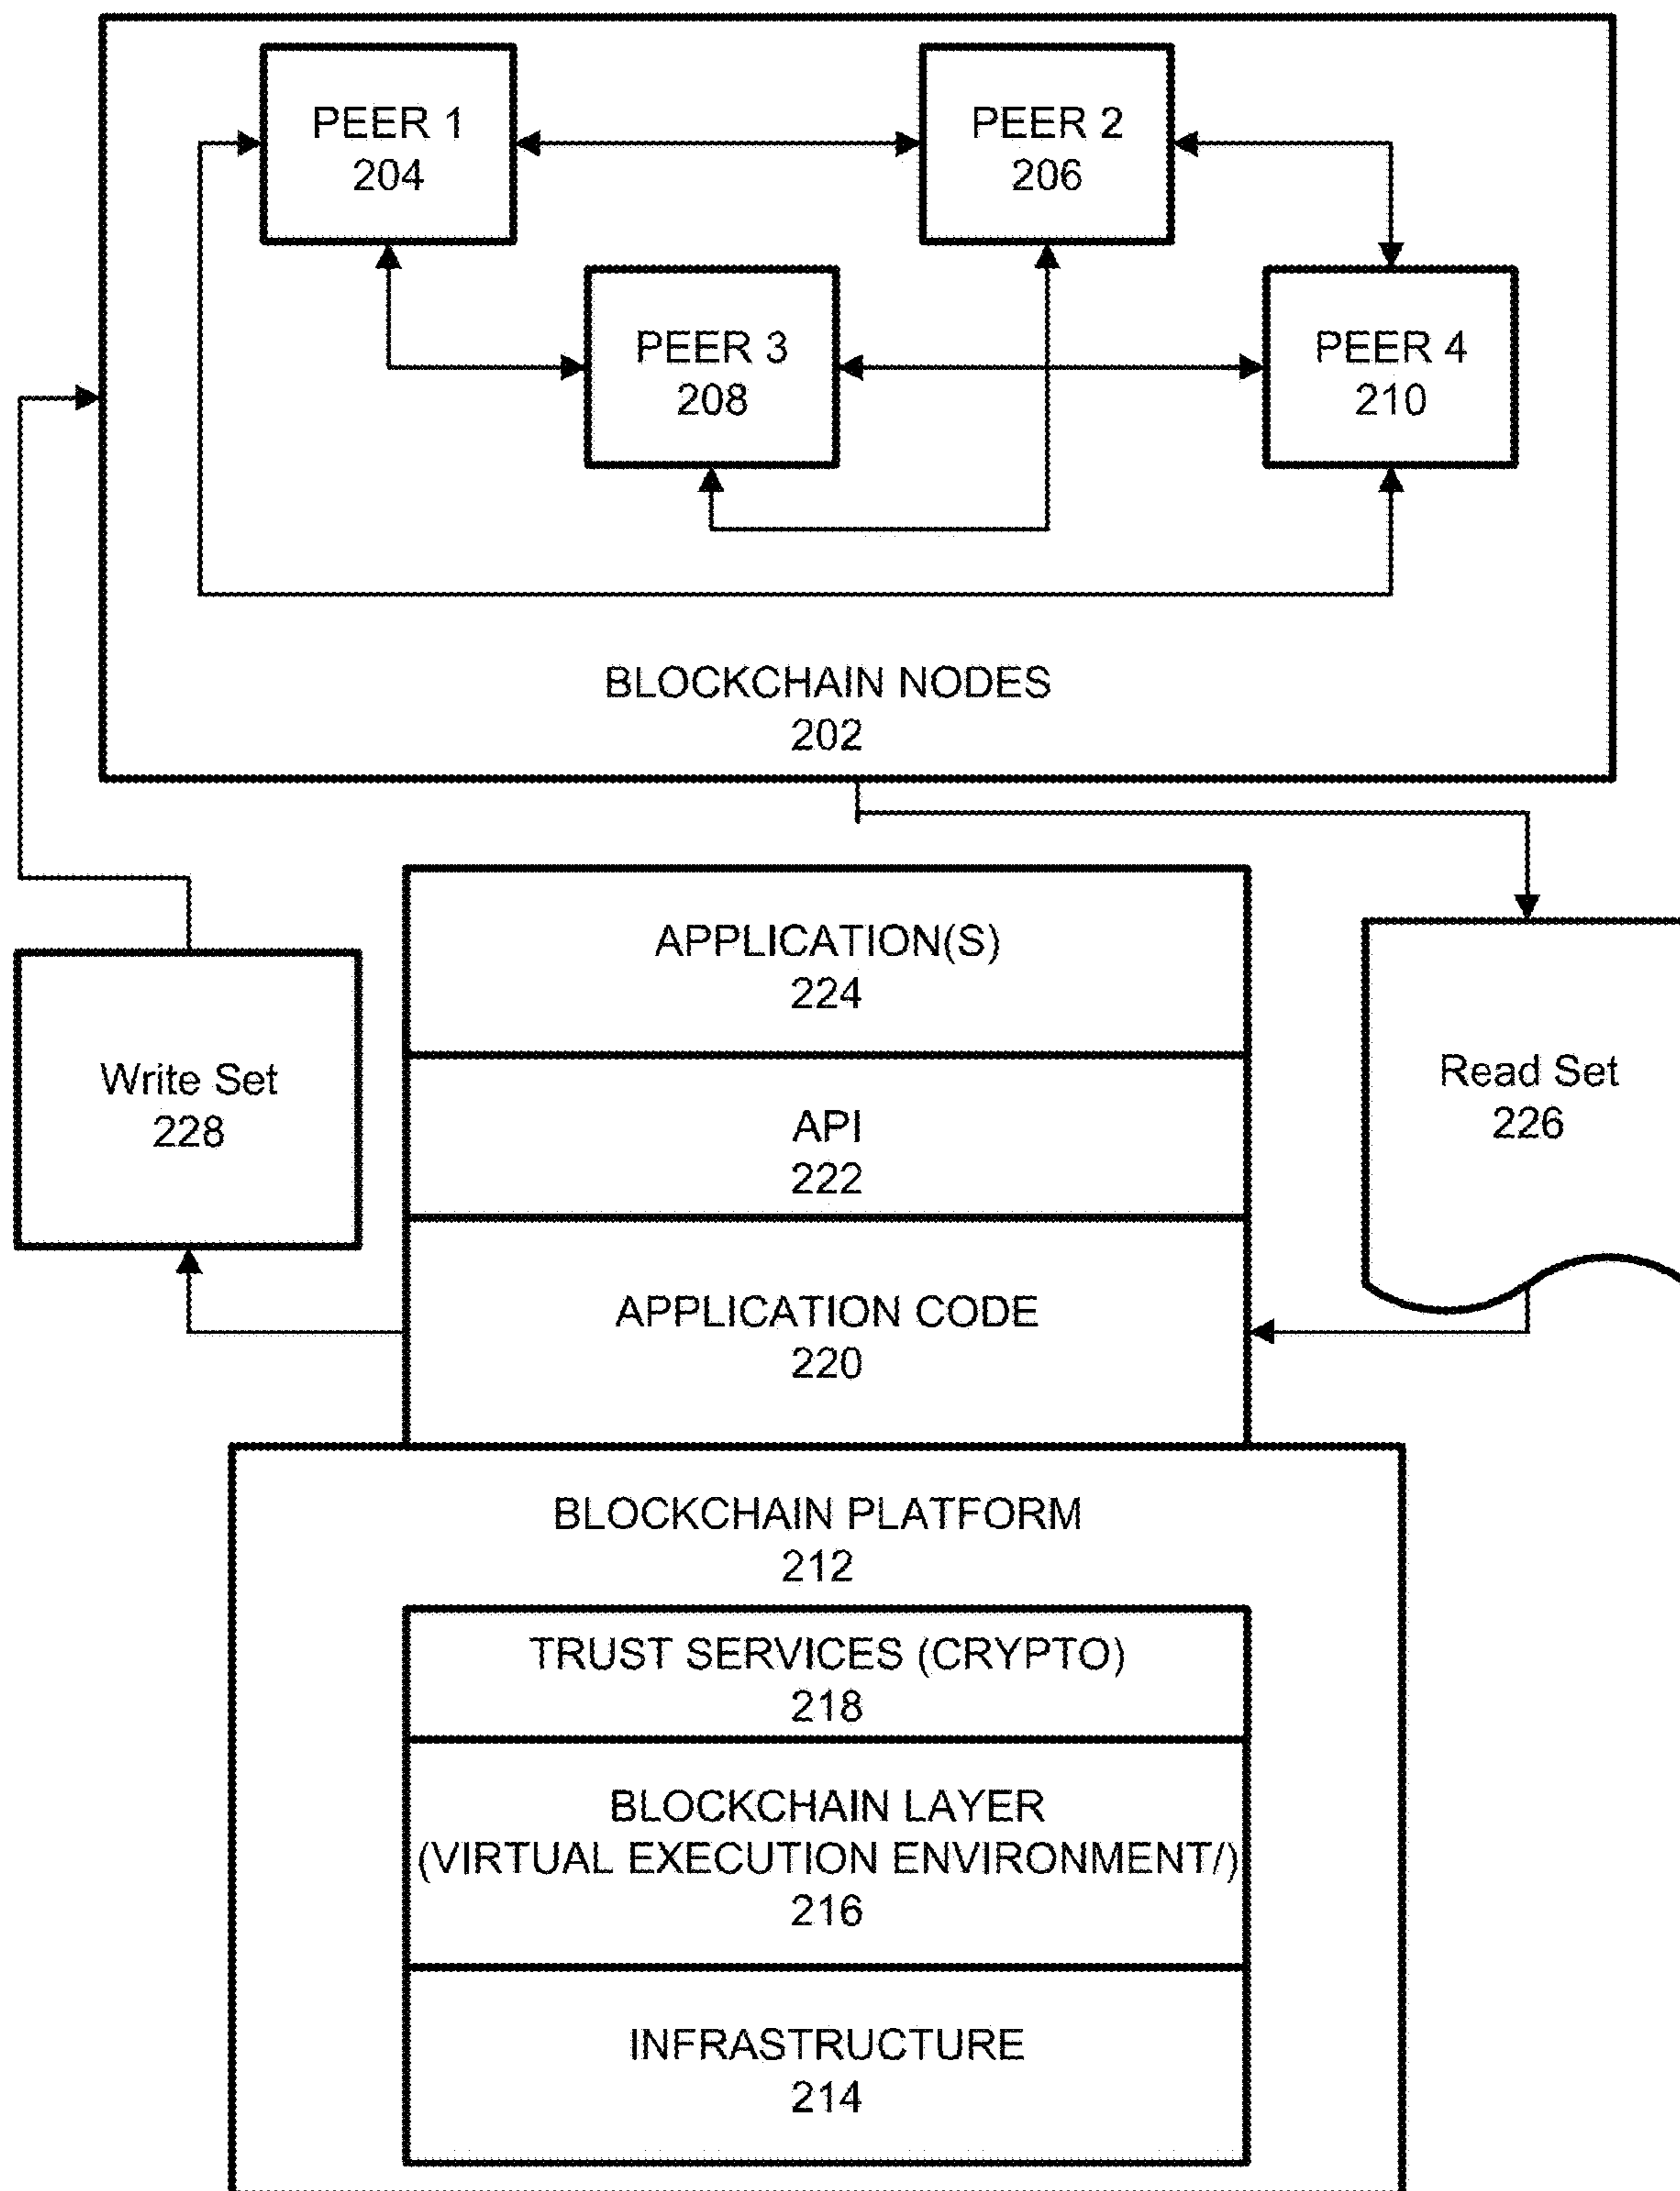 PEER 1
204
PEER 2
206
PEER 3
208
PEER 4
210
BLOCKCHAIN NODES
202
APPLICATION(S)
224
Write Set
228
API
222
Read Set
226
APPLICATION CODE
220
BLOCKCHAIN PLATFORM
212
TRUST SERVICES (CRYPTO)
218
BLOCKCHAIN LAYER
(VIRTUAL EXECUTION ENVIRONMENT/)
216
INFRASTRUCTURE
214